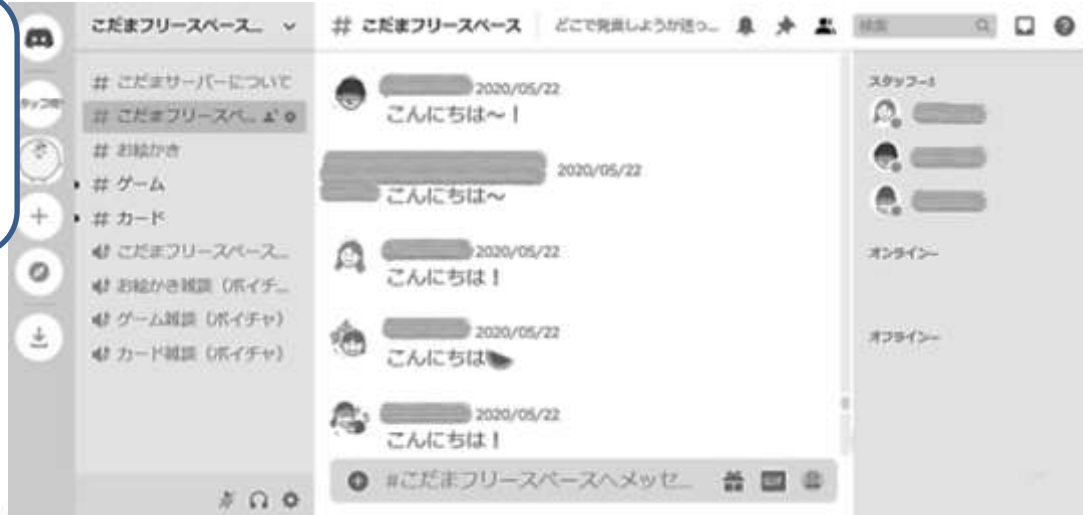 こだまフリースペース…
# こだまフリースペース
どこで発言しようが迷っ…
検索
# こだまサーバーについて
# こだまフリースペ…
# お絵かき
# ゲーム
# カード
こだまフリースペース…
お絵かき雑談（ボイチ…
ゲーム雑談（ボイチャ）
カード雑談（ボイチャ）
2020/05/22
こんにちは～！
2020/05/22
こんにちは～
2020/05/22
こんにちは！
2020/05/22
こんにちは
2020/05/22
こんにちは！
#こだまフリースペースへメッセ…
GIF
スタッフ-3
オンライン-
オフライン-